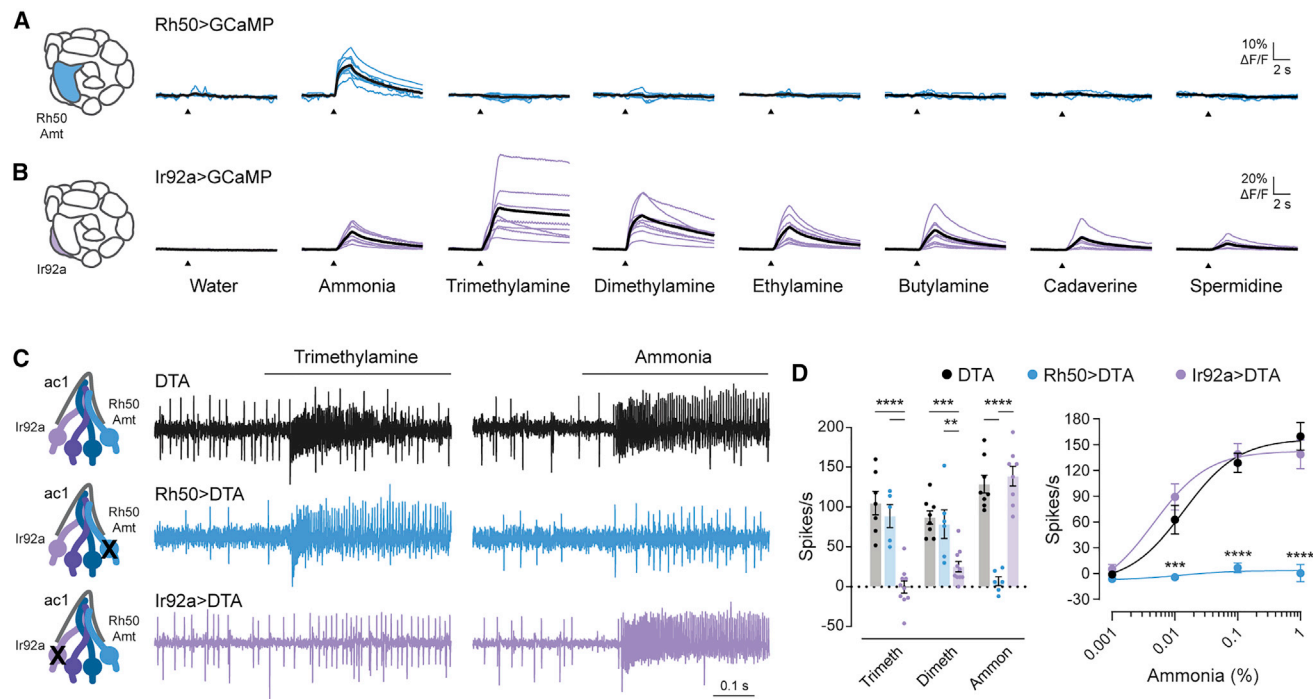 A
Rh50>GCaMP
10%
ΔF/F
2 s
Rh50
Amt
B
Ir92a>GCaMP
20%
ΔF/F
2 s
Ir92a
Water Ammonia Trimethylamine Dimethylamine Ethylamine Butylamine Cadaverine Spermidine
C
Trimethylamine Ammonia
ac1
DTA
Rh50
Amt
Ir92a
ac1
Rh50>DTA
Rh50
Amt
Ir92a
X
ac1
Ir92a>DTA
Rh50
Amt
Ir92a
X
0.1 s
D
DTA Rh50>DTA Ir92a>DTA
**** *** ****
**
200
150
100
50
0
-50
Spikes/s
Trimeth Dimeth Ammon
180
150
120
90
60
30
0
-30
Spikes/s
*** **** ****
0.001 0.01 0.1 1
Ammonia (%)